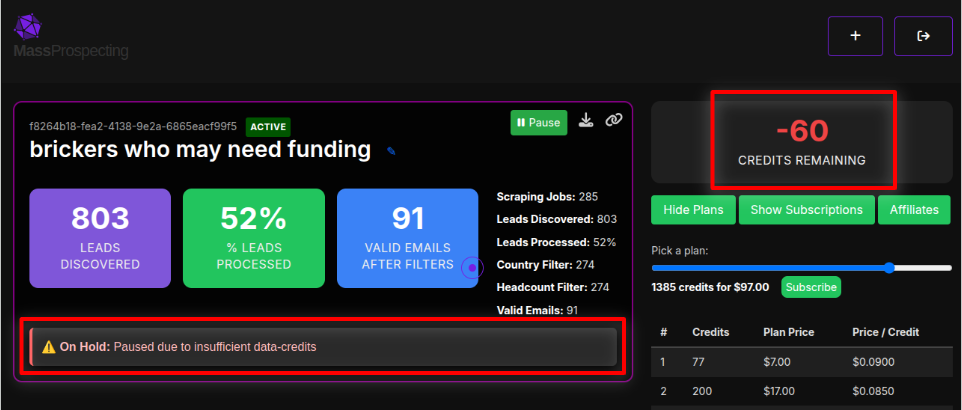 MassProspecting
f8264b18-fea2-4138-9e2a-6865eacf99f5 ACTIVE
Pause
brickers who may need funding
803
LEADS
DISCOVERED
52%
% LEADS
PROCESSED
91
VALID EMAILS
AFTER FILTERS
Scraping Jobs: 285
Leads Discovered: 803
Leads Processed: 52%
Country Filter: 274
Headcount Filter: 274
Valid Emails: 91
On Hold: Paused due to insufficient data-credits
-60
CREDITS REMAINING
Hide Plans Show Subscriptions Affiliates
Pick a plan:
1385 credits for $97.00 Subscribe
# Credits Plan Price Price / Credit
1 77 $7.00 $0.0900
2 200 $17.00 $0.0850